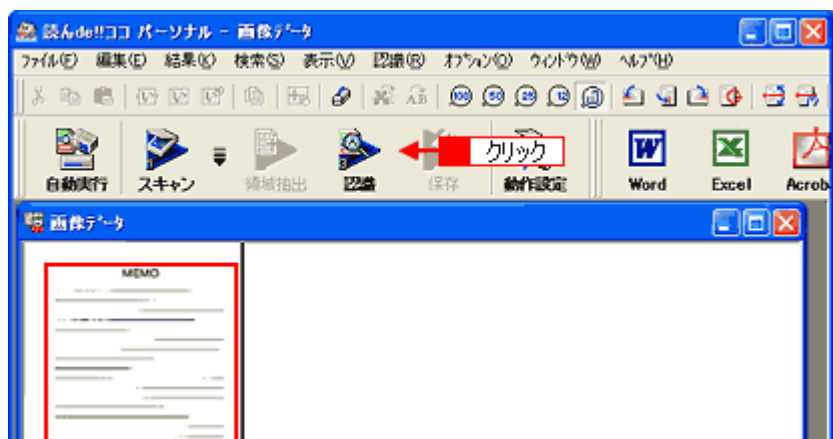 読んde!!ココ パーソナル - 画像ﾃﾞｰﾀ
ﾌｧｲﾙ(F) 編集(E) 結果(K) 検索(S) 表示(V) 認識(R) ｵﾌﾟｼｮﾝ(O) ｳｨﾝﾄﾞｳ(W) ﾍﾙﾌﾟ(H)
100 50 25 12
クリック
自動実行 スキャン 領域抽出 認識 保存 動作設定 Word Excel Acrob
画像ﾃﾞｰﾀ
MEMO